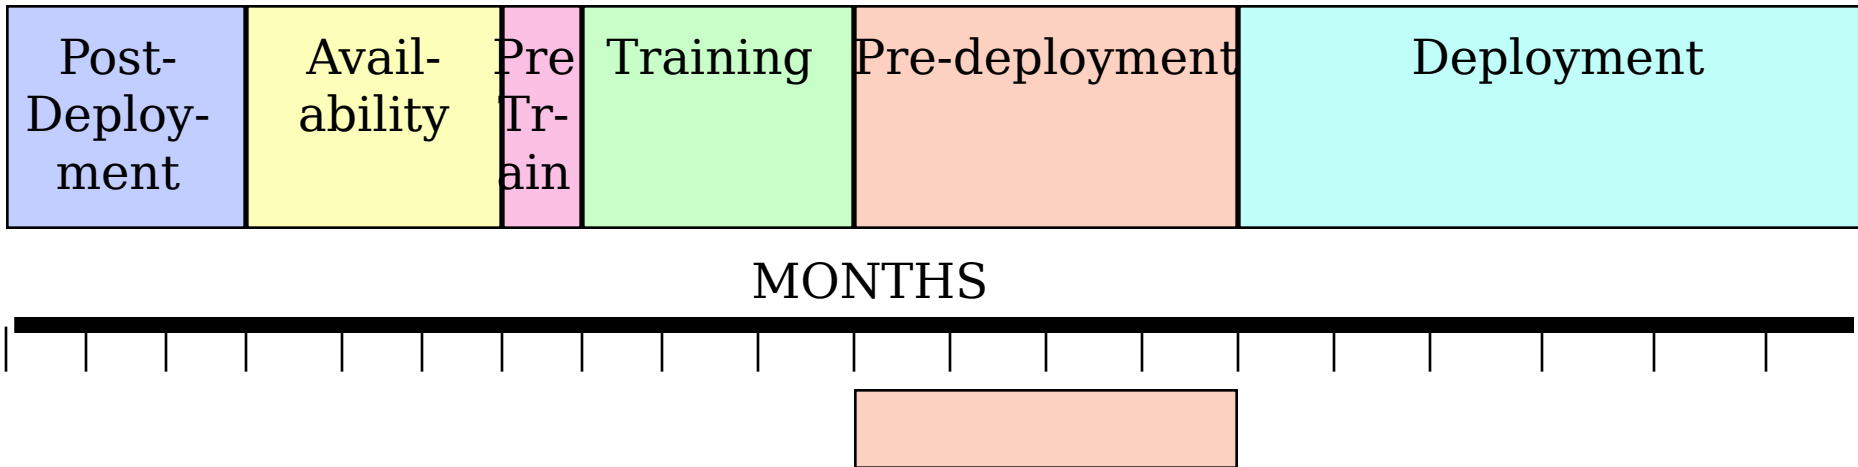 Post-
Deploy-
ment
Avail-
ability
Pre
Tr-
ain
Training
Pre-deployment
Deployment
MONTHS